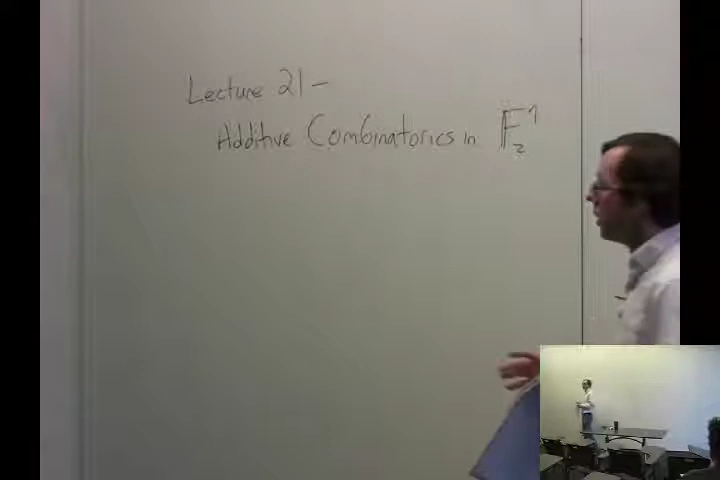 Lecture 21 -
Additive Combinatorics in 𝔽₂ⁿ